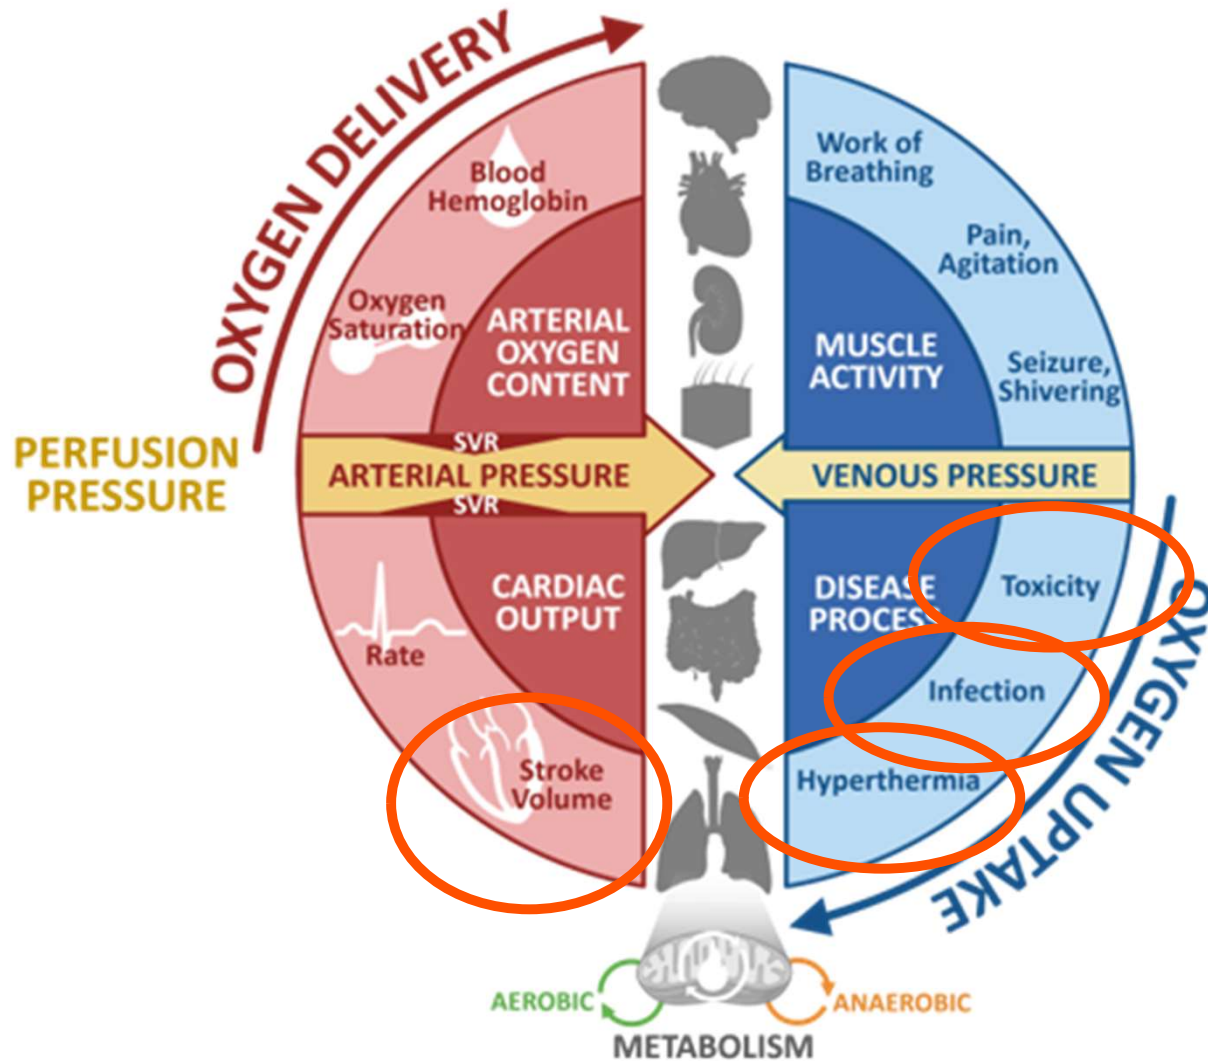 OXYGEN DELIVERY
Blood
Hemoglobin
Oxygen
Saturation
ARTERIAL
OXYGEN
CONTENT
Work of
Breathing
Pain,
Agitation
Seizure,
Shivering
MUSCLE
ACTIVITY
PERFUSION
PRESSURE
SVR
ARTERIAL PRESSURE
SVR
VENOUS PRESSURE
CARDIAC
OUTPUT
Rate
Stroke
Volume
DISEASE
PROCESS
Toxicity
Infection
Hyperthermia
OXYGEN UPTAKE
AEROBIC
ANAEROBIC
METABOLISM